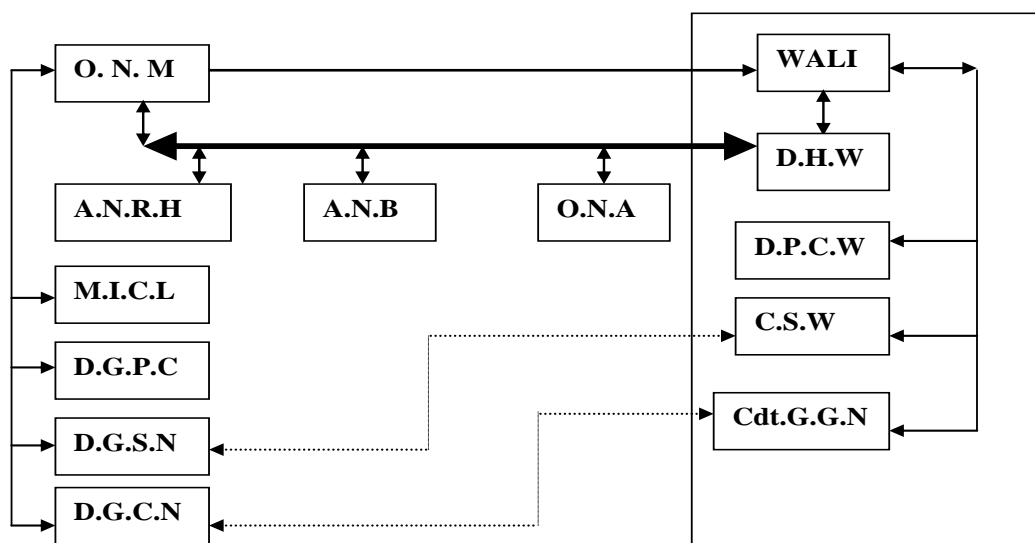 O. N. M
WALI
D.H.W
A.N.R.H
A.N.B
O.N.A
D.P.C.W
M.I.C.L
C.S.W
D.G.P.C
Cdt.G.G.N
D.G.S.N
D.G.C.N